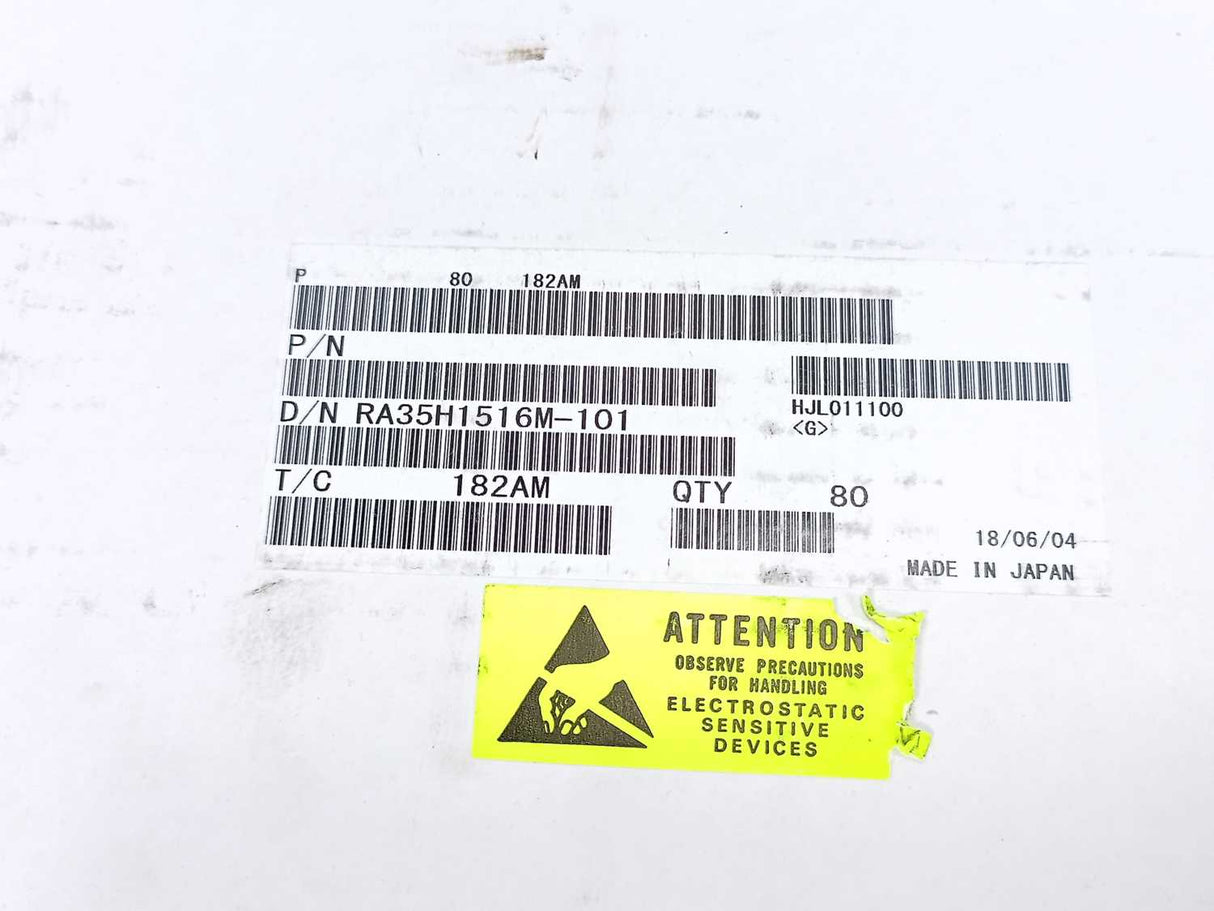 P 80 182AM
P/N
HJL011100
<G>
D/N RA35H1516M-101
T/C 182AM QTY 80
18/06/04
MADE IN JAPAN
ATTENTION
OBSERVE PRECAUTIONS
FOR HANDLING
ELECTROSTATIC
SENSITIVE
DEVICES